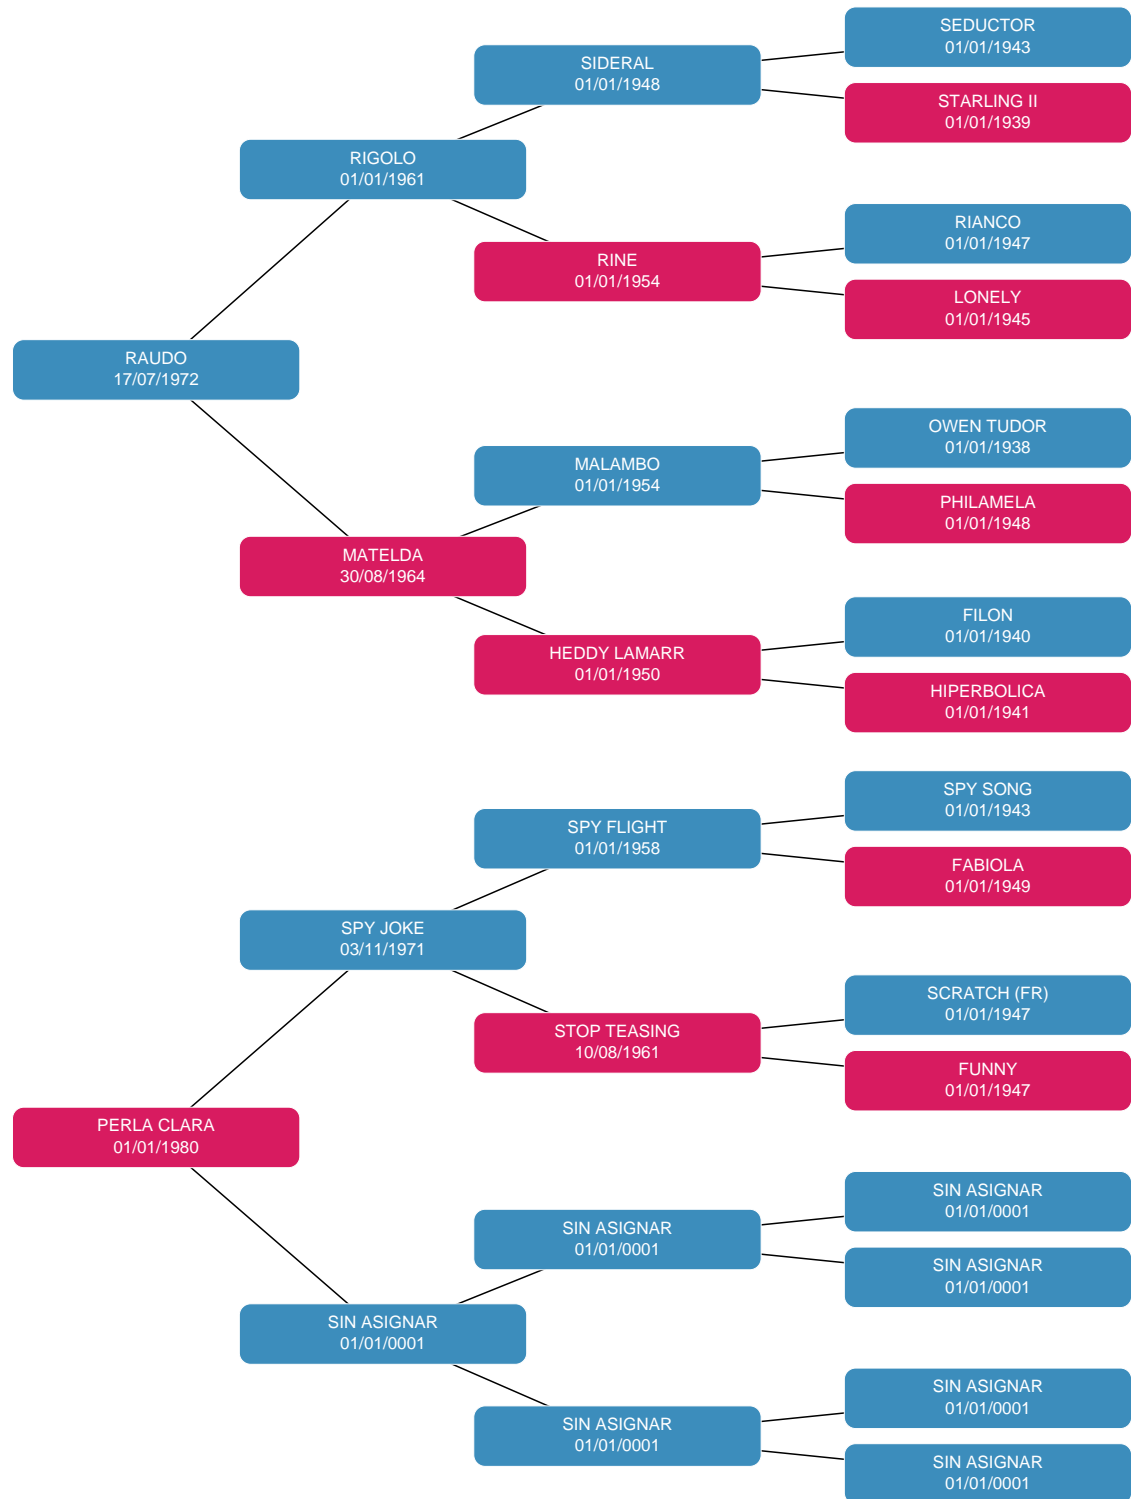 SEDUCTOR
01/01/1943
SIDERAL
01/01/1948
STARLING II
01/01/1939
RIGOLO
01/01/1961
RIANCO
01/01/1947
RINE
01/01/1954
LONELY
01/01/1945
RAUDO
17/07/1972
OWEN TUDOR
01/01/1938
MALAMBO
01/01/1954
PHILAMELA
01/01/1948
MATELDA
30/08/1964
FILON
01/01/1940
HEDDY LAMARR
01/01/1950
HIPERBOLICA
01/01/1941
SPY SONG
01/01/1943
SPY FLIGHT
01/01/1958
FABIOLA
01/01/1949
SPY JOKE
03/11/1971
SCRATCH (FR)
01/01/1947
STOP TEASING
10/08/1961
FUNNY
01/01/1947
PERLA CLARA
01/01/1980
SIN ASIGNAR
01/01/0001
SIN ASIGNAR
01/01/0001
SIN ASIGNAR
01/01/0001
SIN ASIGNAR
01/01/0001
SIN ASIGNAR
01/01/0001
SIN ASIGNAR
01/01/0001
SIN ASIGNAR
01/01/0001